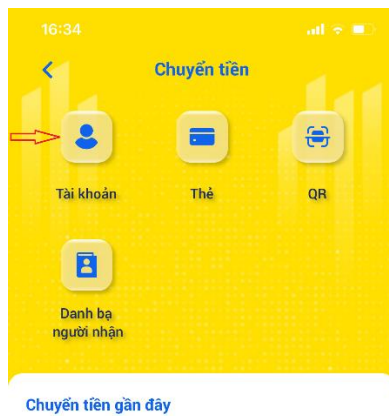 16:34
Chuyển tiền
Tài khoản
Thẻ
QR
Danh bạ
người nhận
Chuyển tiền gần đây